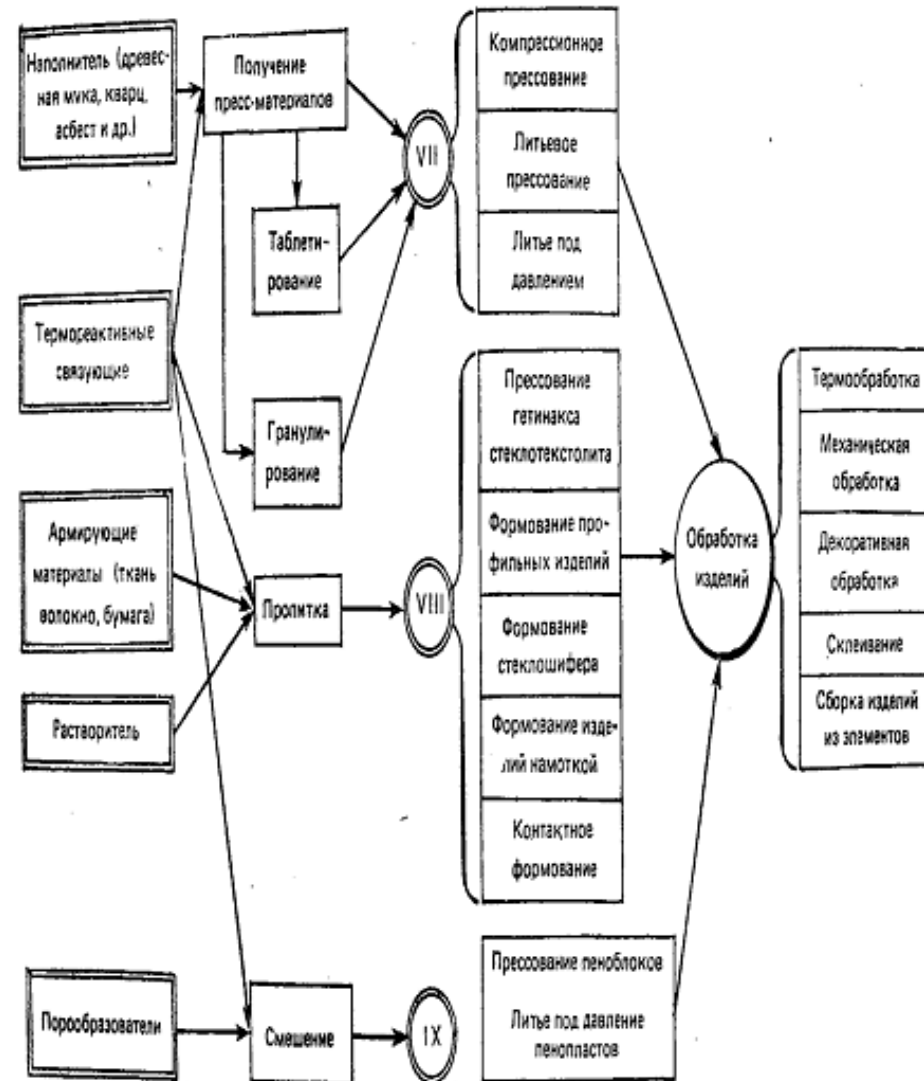 Наполнитель (древес-
ная мука, кварц,
асбест и др.)
Получение
пресс-материалов
Таблети-
рование
Гранули-
рование
VII
Компрессионное
прессование
Литьевое
прессование
Литье под
давлением
Термореактивные
связующие
Армирующие
материалы (ткань
волокно, бумага)
Растворитель
Пропитка
VIII
Прессование
гетинакса
стеклотекстолита
Формование про-
фильных изделий
Формование
стеклошифера
Формование изде-
лий намоткой
Контактное
формование
Обработка
изделий
Термообработка
Механическая
обработка
Декоративная
обработка
Склеивание
Сборка изделий
из элементов
Порообразователи
Смешение
IX
Прессование пеноблоков
Литье под давление
пенопластов